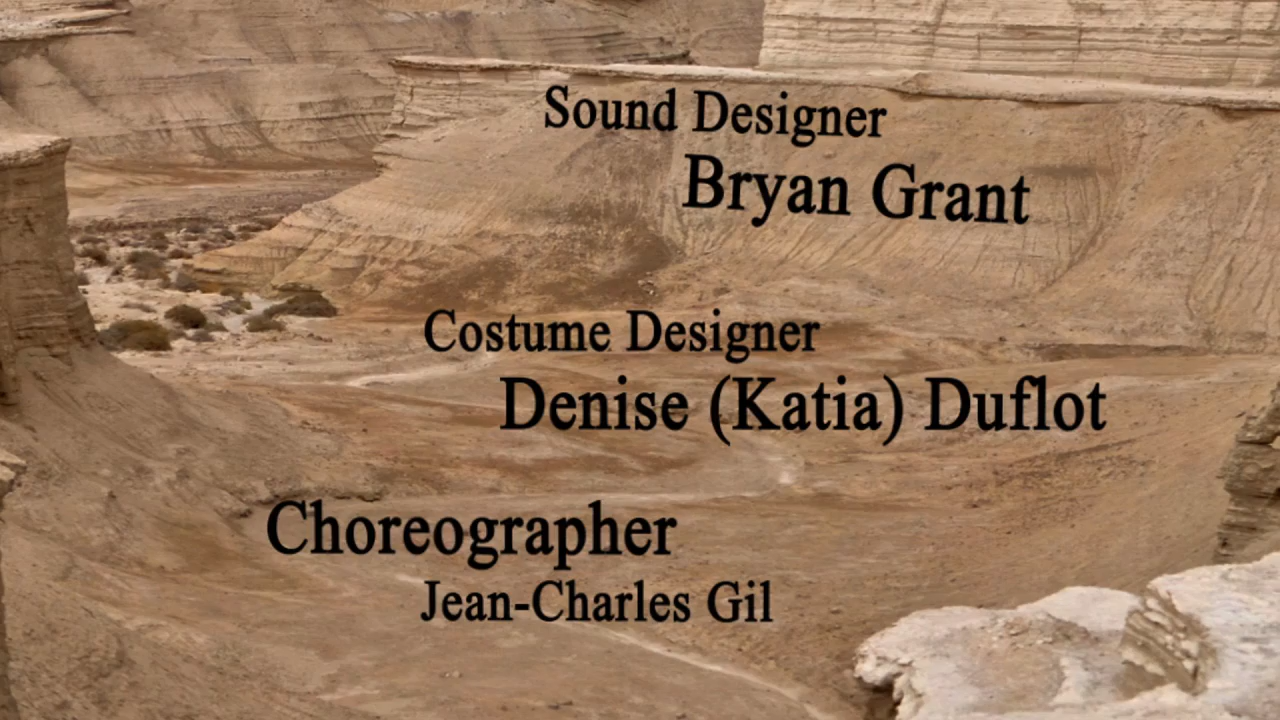 Sound Designer
Bryan Grant
Costume Designer
Denise (Katia) Duflot
Choreographer
Jean-Charles Gil